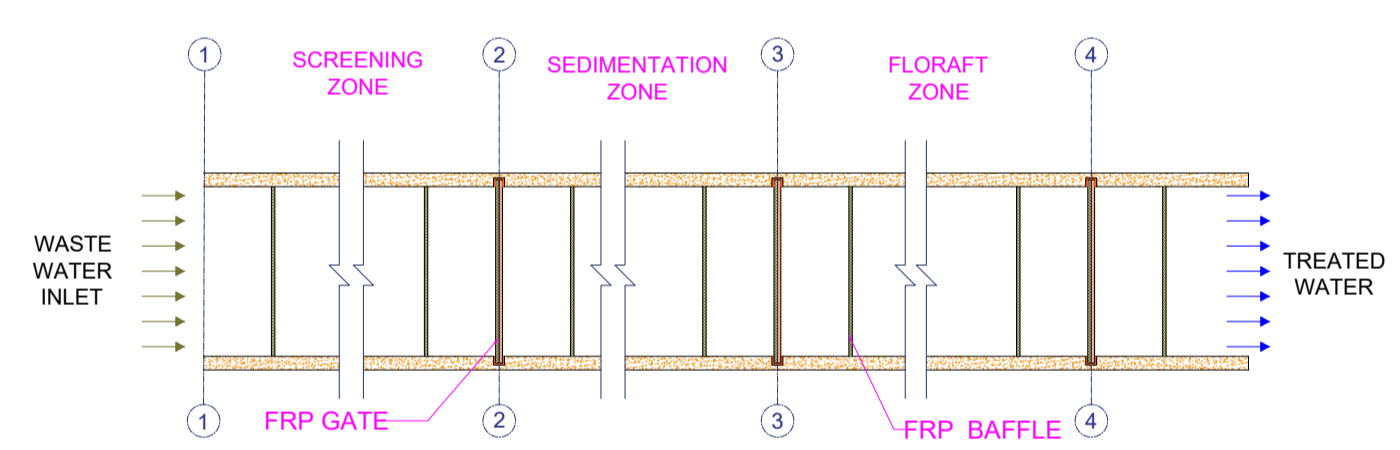 1
SCREENING
ZONE
2
SEDIMENTATION
ZONE
3
FLORAFT
ZONE
4
WASTE
WATER
INLET
TREATED
WATER
1
FRP GATE
2
3
FRP BAFFLE
4